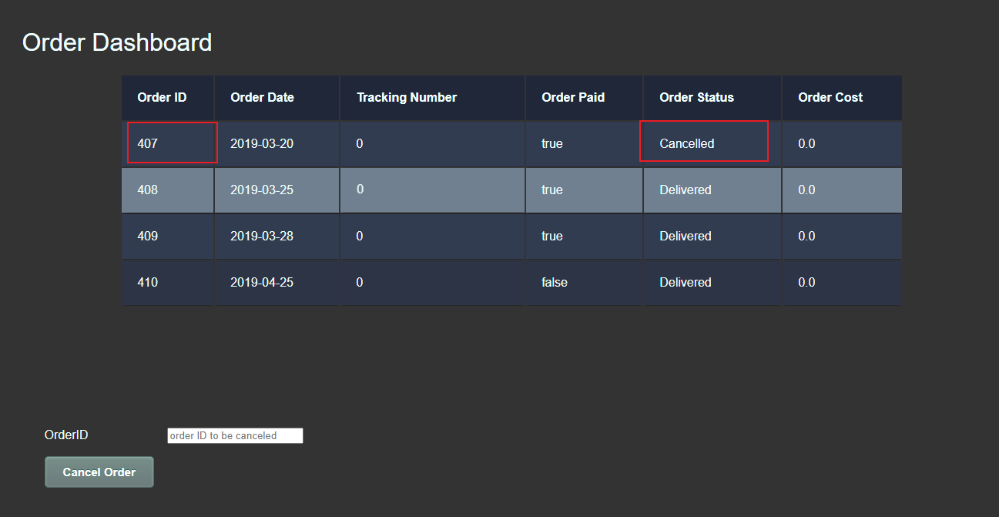 Order Dashboard
Order ID Order Date Tracking Number Order Paid Order Status Order Cost
407 2019-03-20 0 true Cancelled 0.0
408 2019-03-25 0 true Delivered 0.0
409 2019-03-28 0 true Delivered 0.0
410 2019-04-25 0 false Delivered 0.0
OrderID order ID to be canceled
Cancel Order